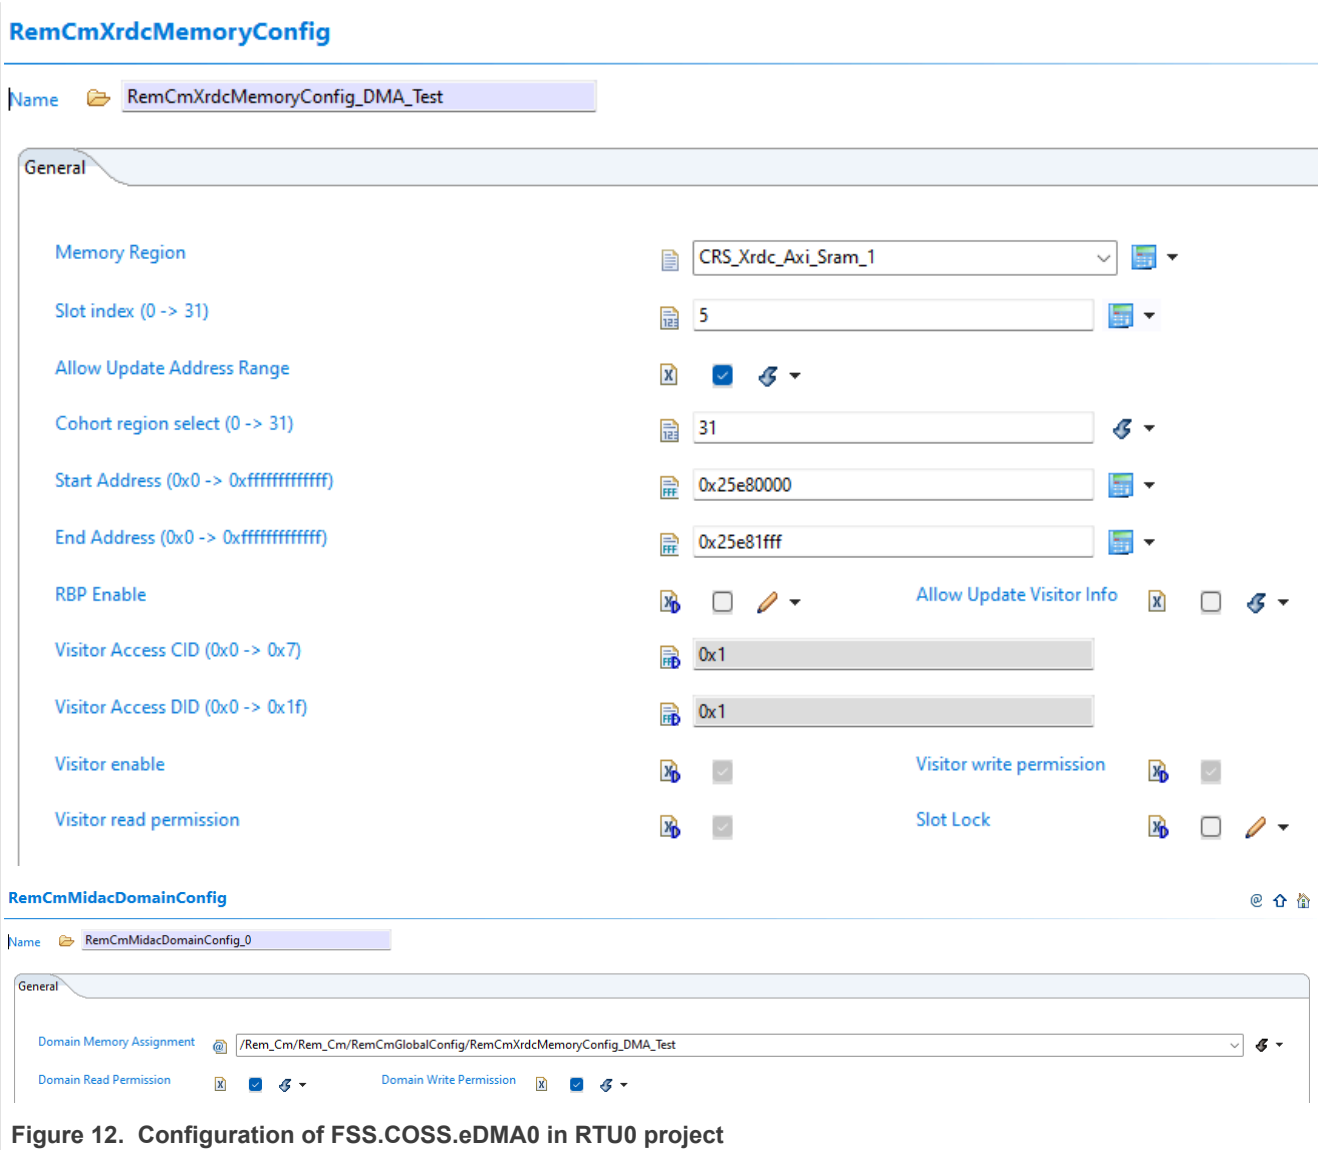 RemCmXrdcMemoryConfig
Name RemCmXrdcMemoryConfig_DMA_Test
General
Memory Region CRS_Xrdc_Axi_Sram_1
Slot index (0 -> 31) 5
Allow Update Address Range
Cohort region select (0 -> 31) 31
Start Address (0x0 -> 0xfffffffffffff) 0x25e80000
End Address (0x0 -> 0xfffffffffffff) 0x25e81fff
RBP Enable Allow Update Visitor Info
Visitor Access CID (0x0 -> 0x7) 0x1
Visitor Access DID (0x0 -> 0x1f) 0x1
Visitor enable Visitor write permission
Visitor read permission Slot Lock
RemCmMidacDomainConfig
Name RemCmMidacDomainConfig_0
General
Domain Memory Assignment /Rem_Cm/Rem_Cm/RemCmGlobalConfig/RemCmXrdcMemoryConfig_DMA_Test
Domain Read Permission Domain Write Permission
Figure 12. Configuration of FSS.COSS.eDMA0 in RTU0 project